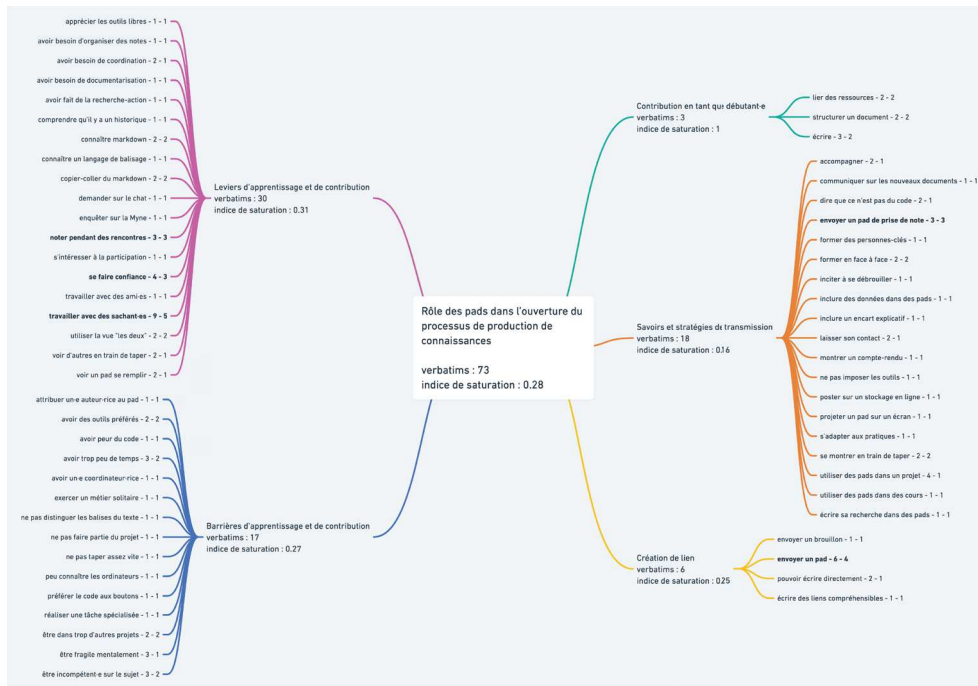 apprécier les outils libres - 1 - 1
avoir besoin d'organiser des notes - 1 - 1
avoir besoin de coordination - 2 - 1
avoir besoin de documentarisation - 1 - 1
avoir fait de la recherche-action - 1 - 1
comprendre qu'il y a un historique - 1 - 1
connaître markdown - 2 - 2
connaître un langage de balisage - 1 - 1
copier-coller du markdown - 2 - 2
demander sur le chat - 1 - 1
enquêter sur la Myne - 1 - 1
noter pendant des rencontres - 3 - 3
s'intéresser à la participation - 1 - 1
se faire confiance - 4 - 3
travailler avec des ami·es - 1 - 1
travailler avec des sachant·es - 9 - 5
utiliser la vue "les deux" - 2 - 2
voir d'autres en train de taper - 2 - 1
voir un pad se remplir - 2 - 1
Leviers d'apprentissage et de contribution
verbatims : 30
indice de saturation : 0.31
attribuer un·e auteur·rice au pad - 1 - 1
avoir des outils préférés - 2 - 2
avoir peur du code - 1 - 1
avoir trop peu de temps - 3 - 2
avoir un·e coordinateur·rice - 1 - 1
exercer un métier solitaire - 1 - 1
ne pas distinguer les balises du texte - 1 - 1
ne pas faire partie du projet - 1 - 1
ne pas taper assez vite - 1 - 1
peu connaître les ordinateurs - 1 - 1
préférer le code aux boutons - 1 - 1
réaliser une tâche spécialisée - 1 - 1
être dans trop d'autres projets - 2 - 2
être fragile mentalement - 3 - 1
être incompétent·e sur le sujet - 3 - 2
Barrières d'apprentissage et de contribution
verbatims : 17
indice de saturation : 0.27
Rôle des pads dans l'ouverture du
processus de production de
connaissances
verbatims : 73
indice de saturation : 0.28
Contribution en tant que débutant·e
verbatims : 3
indice de saturation : 1
lier des ressources - 2 - 2
structurer un document - 2 - 2
écrire - 3 - 2
Savoirs et stratégies de transmission
verbatims : 18
indice de saturation : 0.16
accompagner - 2 - 1
communiquer sur les nouveaux documents - 1 - 1
dire que ce n'est pas du code - 2 - 1
envoyer un pad de prise de note - 3 - 3
former des personnes-clés - 1 - 1
former en face à face - 2 - 2
inciter à se débrouiller - 1 - 1
inclure des données dans des pads - 1 - 1
inclure un encart explicatif - 1 - 1
laisser son contact - 2 - 1
montrer un compte-rendu - 1 - 1
ne pas imposer les outils - 1 - 1
poster sur un stockage en ligne - 1 - 1
projeter un pad sur un écran - 1 - 1
s'adapter aux pratiques - 1 - 1
se montrer en train de taper - 2 - 2
utiliser des pads dans un projet - 4 - 1
utiliser des pads dans des cours - 1 - 1
écrire sa recherche dans des pads - 1 - 1
Création de lien
verbatims : 6
indice de saturation : 0.25
envoyer un brouillon - 1 - 1
envoyer un pad - 6 - 4
pouvoir écrire directement - 2 - 1
écrire des liens compréhensibles - 1 - 1